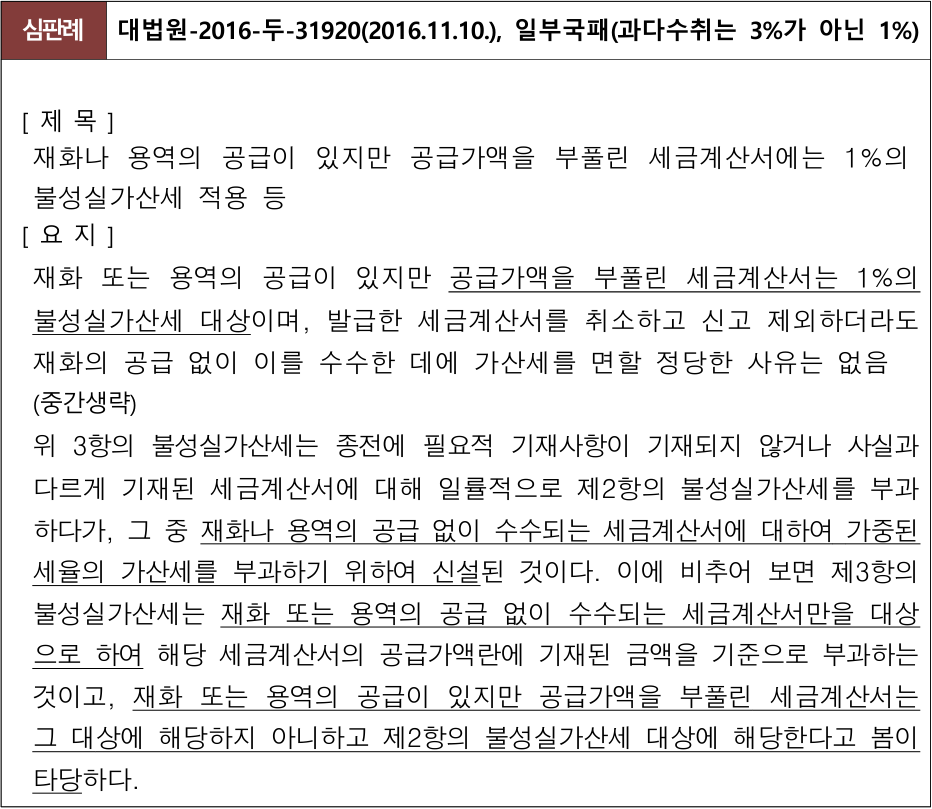 심판례 대법원-2016-두-31920(2016.11.10.), 일부국패(과다수취는 3%가 아닌 1%)
[ 제 목 ]
재화나 용역의 공급이 있지만 공급가액을 부풀린 세금계산서에는 1%의
불성실가산세 적용 등
[ 요 지 ]
재화 또는 용역의 공급이 있지만 공급가액을 부풀린 세금계산서는 1%의
불성실가산세 대상이며, 발급한 세금계산서를 취소하고 신고 제외하더라도
재화의 공급 없이 이를 수수한 데에 가산세를 면할 정당한 사유는 없음
(중간생략)
위 3항의 불성실가산세는 종전에 필요적 기재사항이 기재되지 않거나 사실과
다르게 기재된 세금계산서에 대해 일률적으로 제2항의 불성실가산세를 부과
하다가, 그 중 재화나 용역의 공급 없이 수수되는 세금계산서에 대하여 가중된
세율의 가산세를 부과하기 위하여 신설된 것이다. 이에 비추어 보면 제3항의
불성실가산세는 재화 또는 용역의 공급 없이 수수되는 세금계산서만을 대상
으로 하여 해당 세금계산서의 공급가액란에 기재된 금액을 기준으로 부과하는
것이고, 재화 또는 용역의 공급이 있지만 공급가액을 부풀린 세금계산서는
그 대상에 해당하지 아니하고 제2항의 불성실가산세 대상에 해당한다고 봄이
타당하다.